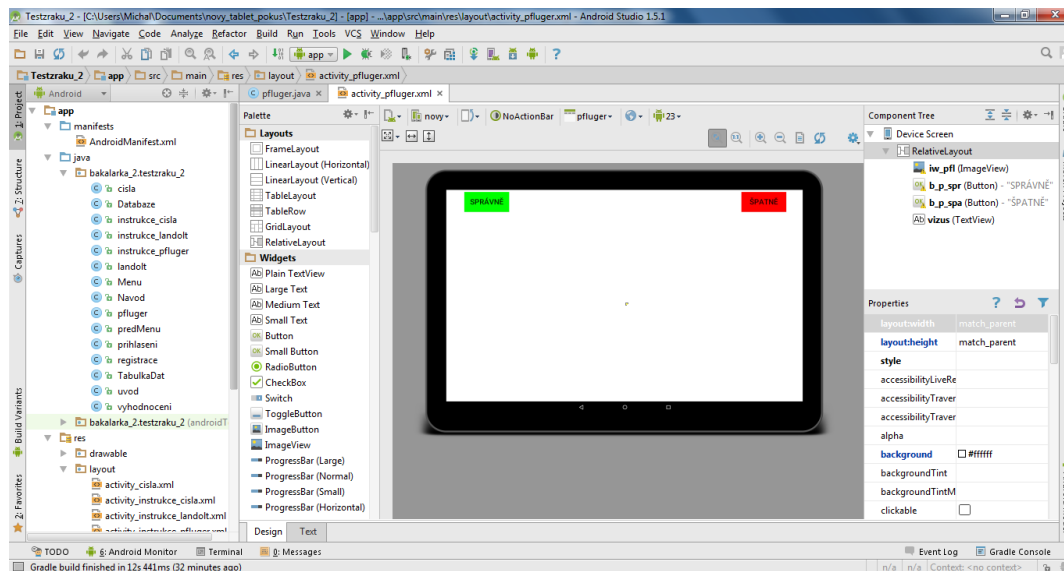 Testzraku_2 - [C:\Users\Michal\Documents\novy_tablet_pokus\Testzraku_2] - [app] - ...\app\src\main\res\layout\activity_pfluger.xml - Android Studio 1.5.1
File Edit View Navigate Code Analyze Refactor Build Run Tools VCS Window Help
app
Testzraku_2 app src main res layout activity_pfluger.xml
Android pfluger.java activity_pfluger.xml
1: Project
7: Structure
Captures
Build Variants
2: Favorites
app
manifests
AndroidManifest.xml
java
bakalarka_2.testzraku_2
cisla
Databaze
instrukce_cisla
instrukce_landolt
instrukce_pfluger
landolt
Menu
Navod
pfluger
predMenu
prihlaseni
registrace
TabulkaDat
uvod
vyhodnoceni
bakalarka_2.testzraku_2 (androidT
res
drawable
layout
activity_cisla.xml
activity_instrukce_cisla.xml
activity_instrukce_landolt.xml
activity_instrukce_pfluger.xml
Palette
Layouts
FrameLayout
LinearLayout (Horizontal)
LinearLayout (Vertical)
TableLayout
TableRow
GridLayout
RelativeLayout
Widgets
Plain TextView
Large Text
Medium Text
Small Text
Button
Small Button
RadioButton
CheckBox
Switch
ToggleButton
ImageButton
ImageView
ProgressBar (Large)
ProgressBar (Normal)
ProgressBar (Small)
ProgressBar (Horizontal)
novy NoActionBar pfluger 23
SPRÁVNĚ ŠPATNĚ
Design Text
Component Tree
Device Screen
RelativeLayout
iw_pfl (ImageView)
b_p_spr (Button) - "SPRÁVNĚ"
b_p_spa (Button) - "ŠPATNĚ"
Ab vizus (TextView)
Properties
layout:width match_parent
layout:height match_parent
style
accessibilityLiveRe
accessibilityTraver
accessibilityTraver
alpha
background #ffffff
backgroundTint
backgroundTintM
clickable
TODO 6: Android Monitor Terminal 0: Messages Event Log Gradle Console
Gradle build finished in 12s 441ms (32 minutes ago) n/a n/a Context: <no context>